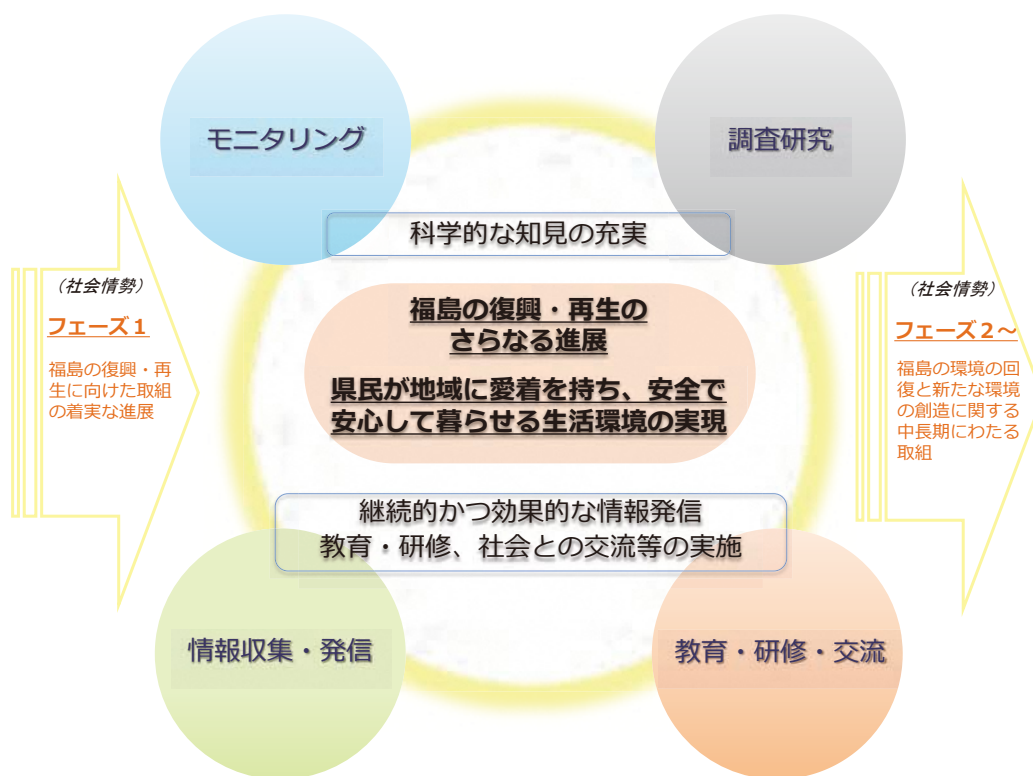 モニタリング
調査研究
科学的な知見の充実
（社会情勢）
フェーズ１
福島の復興・再
生に向けた取組
の着実な進展
福島の復興・再生の
さらなる進展
県民が地域に愛着を持ち、安全で
安心して暮らせる生活環境の実現
（社会情勢）
フェーズ２～
福島の環境の回
復と新たな環境
の創造に関する
中長期にわたる
取組
継続的かつ効果的な情報発信
教育・研修、社会との交流等の実施
情報収集・発信
教育・研修・交流